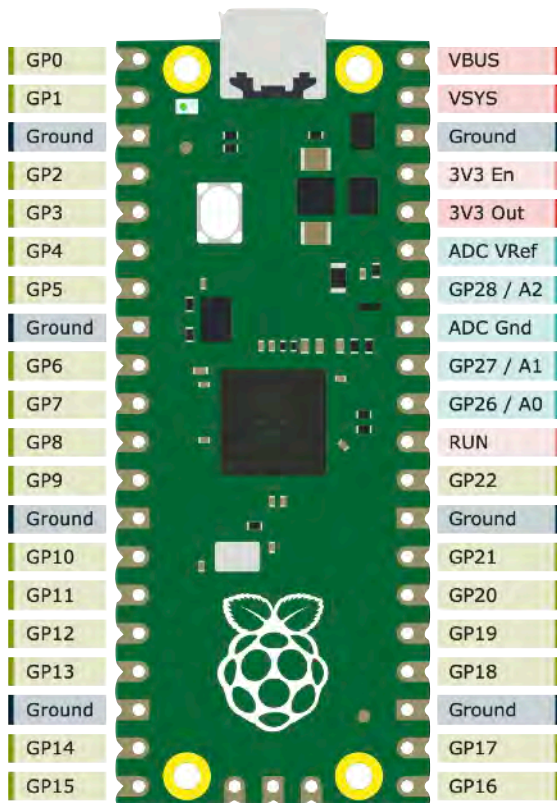 GP0
GP1
Ground
GP2
GP3
GP4
GP5
Ground
GP6
GP7
GP8
GP9
Ground
GP10
GP11
GP12
GP13
Ground
GP14
GP15
VBUS
VSYS
Ground
3V3 En
3V3 Out
ADC VRef
GP28 / A2
ADC Gnd
GP27 / A1
GP26 / A0
RUN
GP22
Ground
GP21
GP20
GP19
GP18
Ground
GP17
GP16